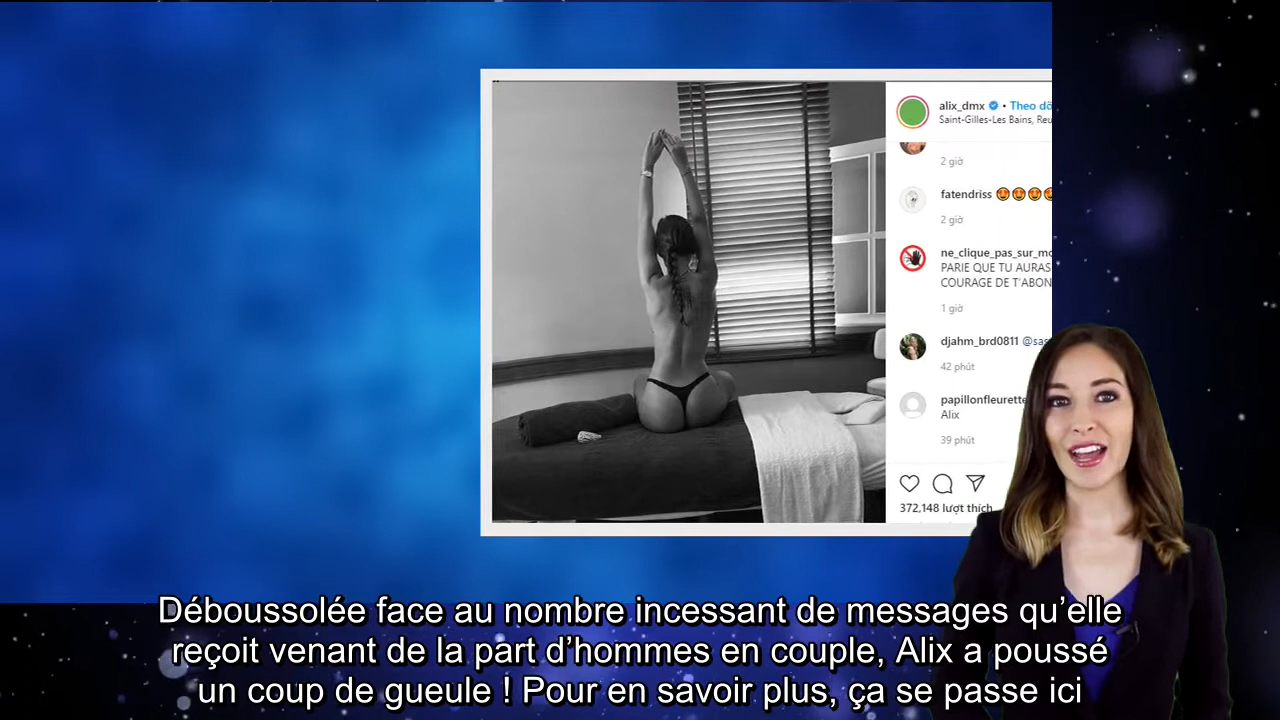 alix_dmx • Theo dõ
Saint-Gilles-Les Bains, Reu
2 giờ
fatendriss
2 giờ
ne_clique_pas_sur_mo
PARIE QUE TU AURAS
COURAGE DE T'ABON
1 giờ
djahm_brd0811 @sas
42 phút
papillonfleurette
Alix
39 phút
372,148 lượt thích
Déboussolée face au nombre incessant de messages qu’elle
reçoit venant de la part d’hommes en couple, Alix a poussé
un coup de gueule ! Pour en savoir plus, ça se passe ici